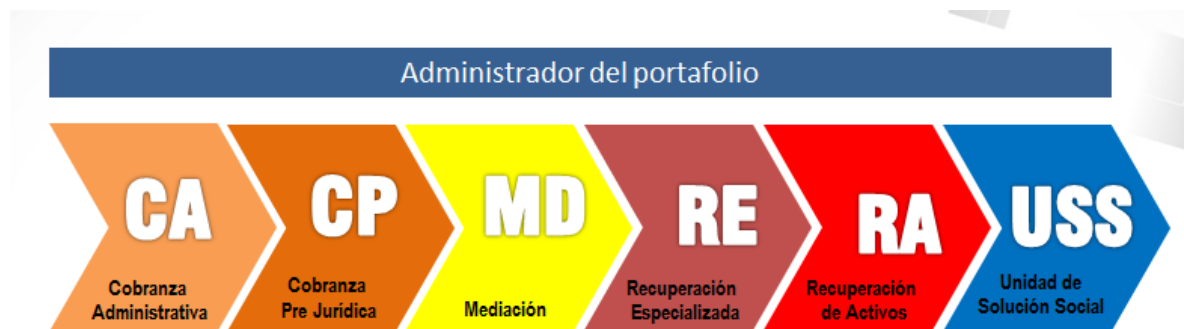 Administrador del portafolio
CA
Cobranza
Administrativa
CP
Cobranza
Pre Jurídica
MD
Mediación
RE
Recuperación
Especializada
RA
Recuperación
de Activos
USS
Unidad de
Solución Social